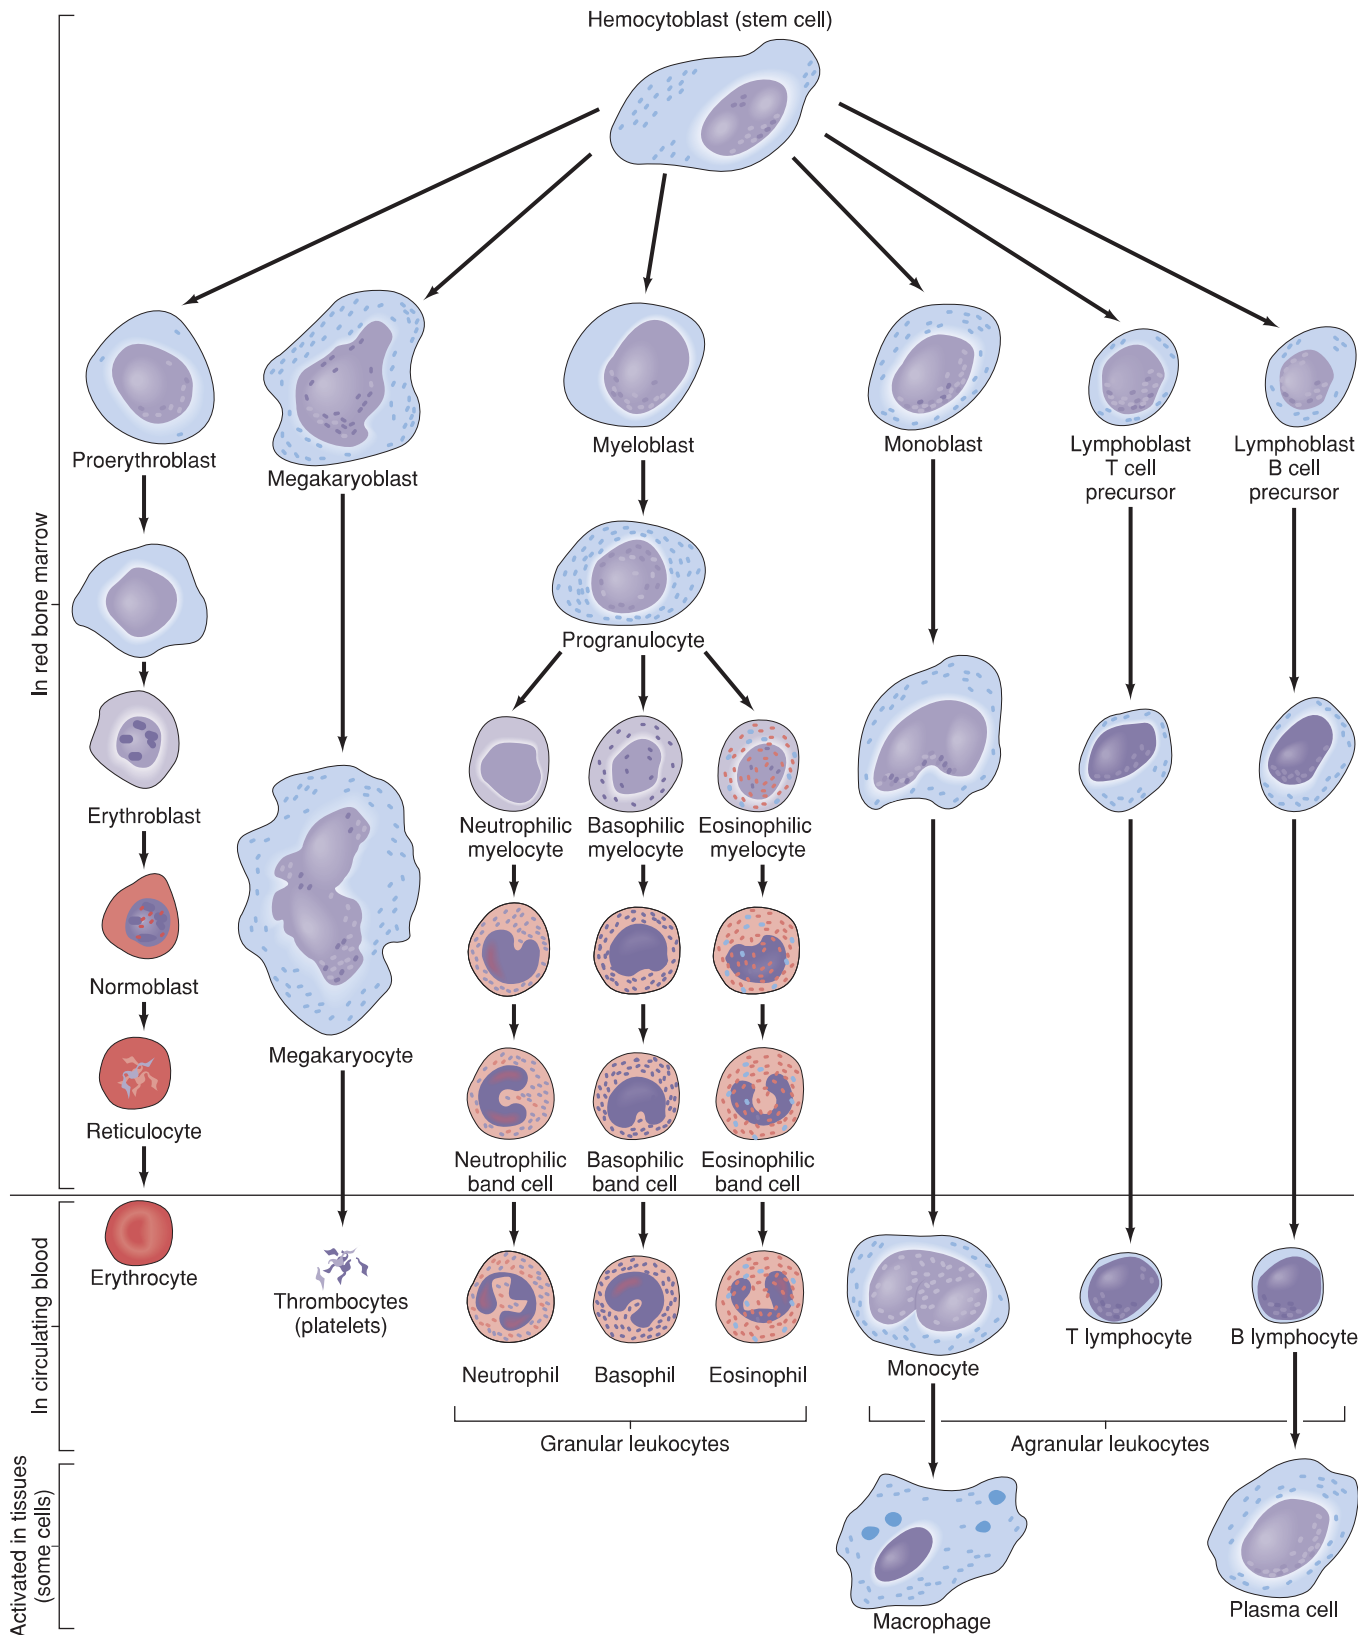 Hemocytoblast (stem cell)
In red bone marrow
Proerythroblast
Megakaryoblast
Myeloblast
Monoblast
Lymphoblast
T cell
precursor
Lymphoblast
B cell
precursor
Progranulocyte
Erythroblast
Neutrophilic
myelocyte
Basophilic
myelocyte
Eosinophilic
myelocyte
Normoblast
Megakaryocyte
Reticulocyte
Neutrophilic
band cell
Basophilic
band cell
Eosinophilic
band cell
In circulating blood
Erythrocyte
Thrombocytes
(platelets)
Neutrophil
Basophil
Eosinophil
Monocyte
T lymphocyte
B lymphocyte
Granular leukocytes
Agranular leukocytes
Activated in tissues
(some cells)
Macrophage
Plasma cell